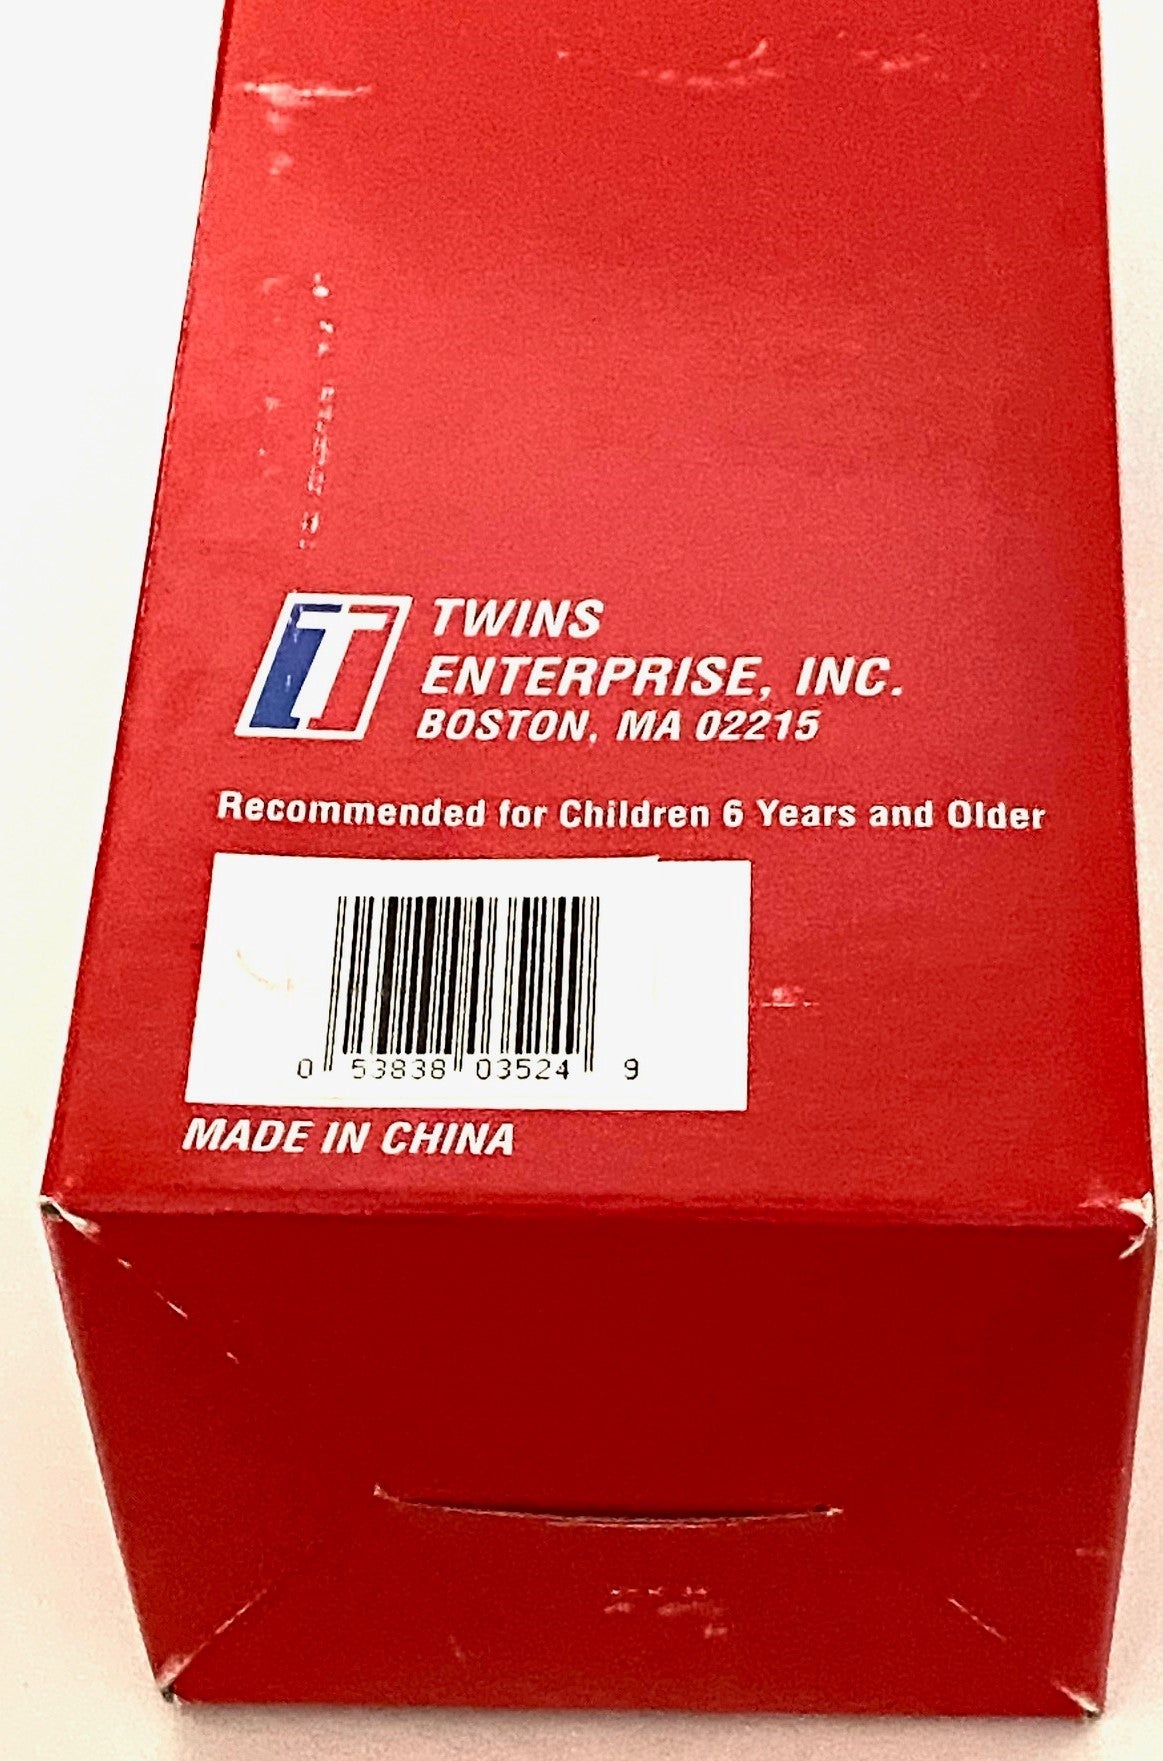 T
TWINS
ENTERPRISE, INC.
BOSTON, MA 02215
Recommended for Children 6 Years and Older
0 53838 03524 9
MADE IN CHINA